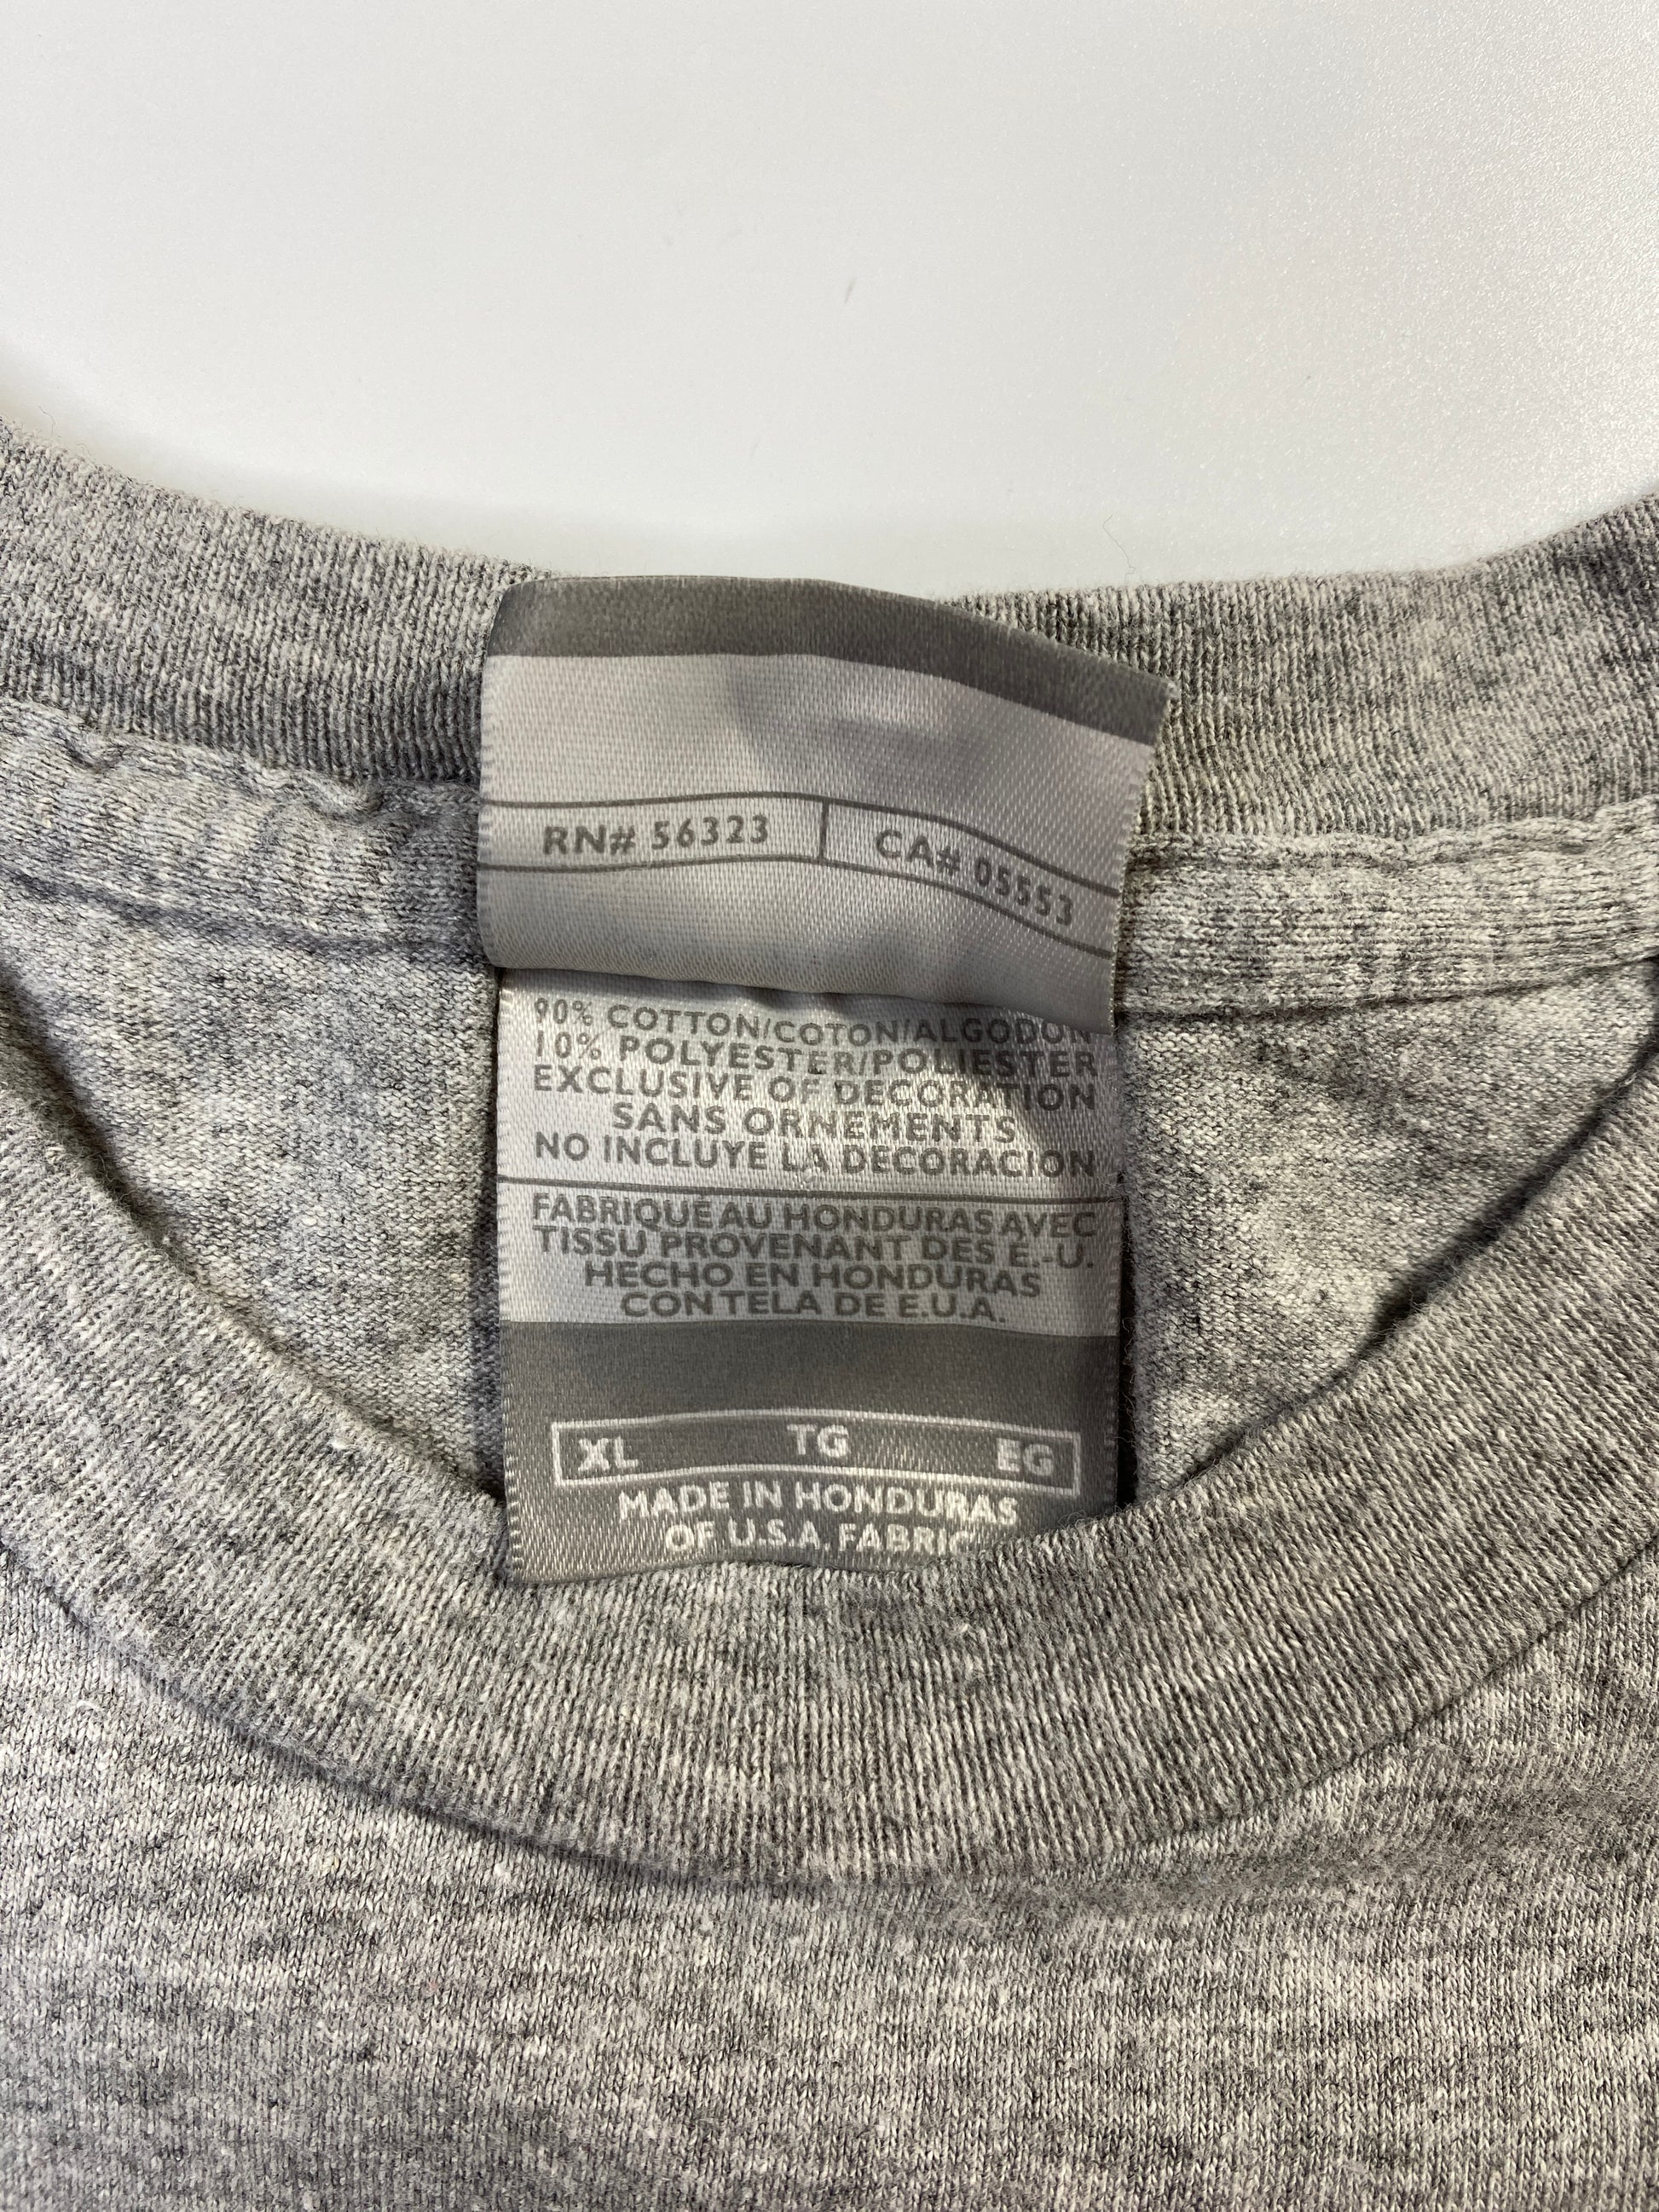 RN# 56323 CA# 05553
90% COTTON/COTON/ALGODON
10% POLYESTER/POLIESTER
EXCLUSIVE OF DECORATION
SANS ORNEMENTS
NO INCLUYE LA DECORACION
FABRIQUÉ AU HONDURAS AVEC
TISSU PROVENANT DES É.-U.
HECHO EN HONDURAS
CON TELA DE E.U.A.
XL TG EG
MADE IN HONDURAS
OF U.S.A. FABRIC